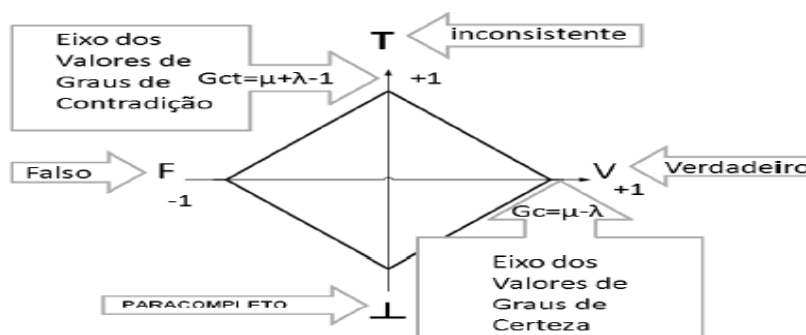 Eixo dos
Valores de
Graus de
Contradição
Gct=μ+λ-1
T
inconsistente
+1
Falso
F
-1
V
+1
Verdadeiro
Gc=μ-λ
PARACOMPLETO
⊥
Eixo dos
Valores de
Graus de
Certeza